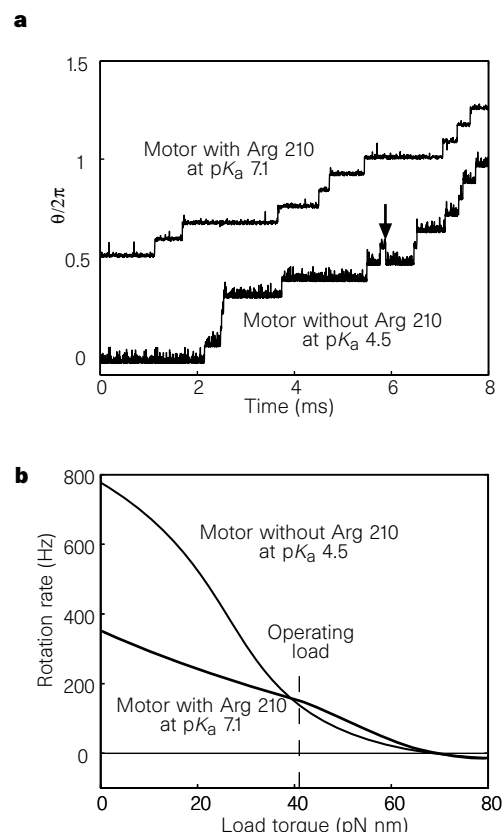 a
1.5
1
0.5
0
θ/2π
Motor with Arg 210
at pKa 7.1
Motor without Arg 210
at pKa 4.5
0 2 4 6 8
Time (ms)
b
800
600
400
200
0
Rotation rate (Hz)
Motor without Arg 210
at pKa 4.5
Operating
load
Motor with Arg 210
at pKa 7.1
0 20 40 60 80
Load torque (pN nm)